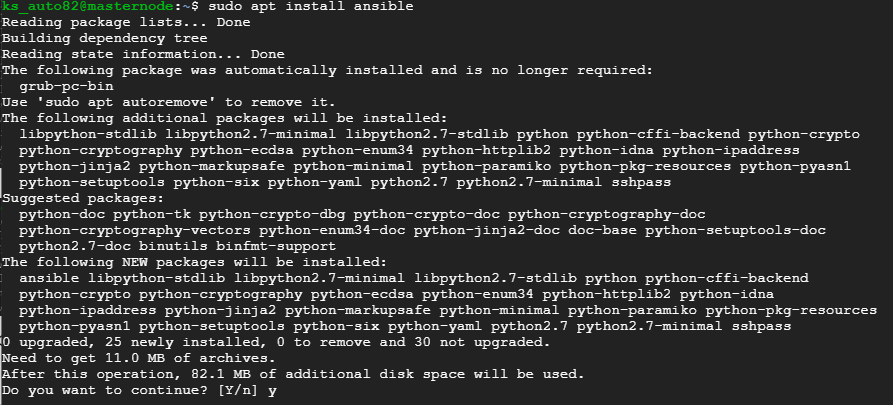 ks_auto82@masternode:~$ sudo apt install ansible
Reading package lists... Done
Building dependency tree
Reading state information... Done
The following package was automatically installed and is no longer required:
  grub-pc-bin
Use 'sudo apt autoremove' to remove it.
The following additional packages will be installed:
  libpython-stdlib libpython2.7-minimal libpython2.7-stdlib python python-cffi-backend python-crypto
  python-cryptography python-ecdsa python-enum34 python-httplib2 python-idna python-ipaddress
  python-jinja2 python-markupsafe python-minimal python-paramiko python-pkg-resources python-pyasn1
  python-setuptools python-six python-yaml python2.7 python2.7-minimal sshpass
Suggested packages:
  python-doc python-tk python-crypto-dbg python-crypto-doc python-cryptography-doc
  python-cryptography-vectors python-enum34-doc python-jinja2-doc doc-base python-setuptools-doc
  python2.7-doc binutils binfmt-support
The following NEW packages will be installed:
  ansible libpython-stdlib libpython2.7-minimal libpython2.7-stdlib python python-cffi-backend
  python-crypto python-cryptography python-ecdsa python-enum34 python-httplib2 python-idna
  python-ipaddress python-jinja2 python-markupsafe python-minimal python-paramiko python-pkg-resources
  python-pyasn1 python-setuptools python-six python-yaml python2.7 python2.7-minimal sshpass
0 upgraded, 25 newly installed, 0 to remove and 30 not upgraded.
Need to get 11.0 MB of archives.
After this operation, 82.1 MB of additional disk space will be used.
Do you want to continue? [Y/n] y